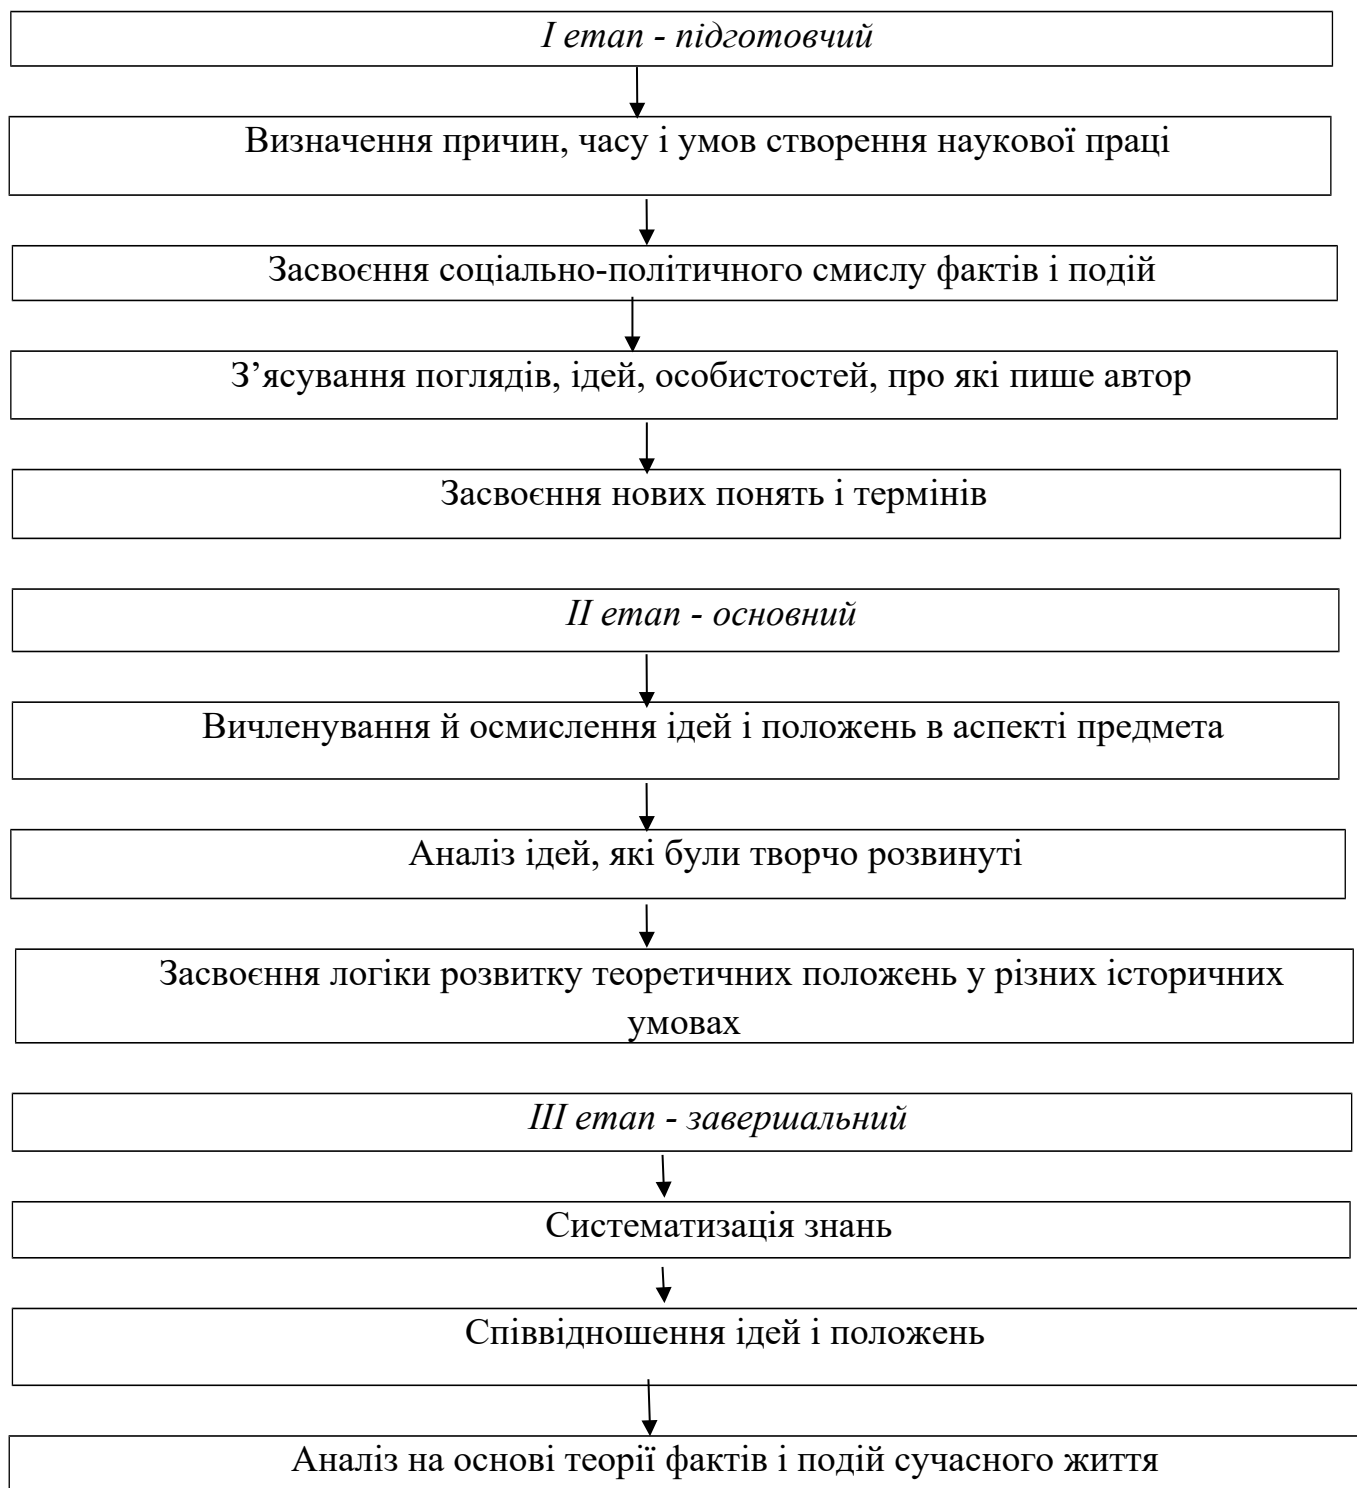 І етап - підготовчий
Визначення причин, часу і умов створення наукової праці
Засвоєння соціально-політичного смислу фактів і подій
З’ясування поглядів, ідей, особистостей, про які пише автор
Засвоєння нових понять і термінів
ІІ етап - основний
Вичленування й осмислення ідей і положень в аспекті предмета
Аналіз ідей, які були творчо розвинуті
Засвоєння логіки розвитку теоретичних положень у різних історичних
умовах
ІІІ етап - завершальний
Систематизація знань
Співвідношення ідей і положень
Аналіз на основі теорії фактів і подій сучасного життя